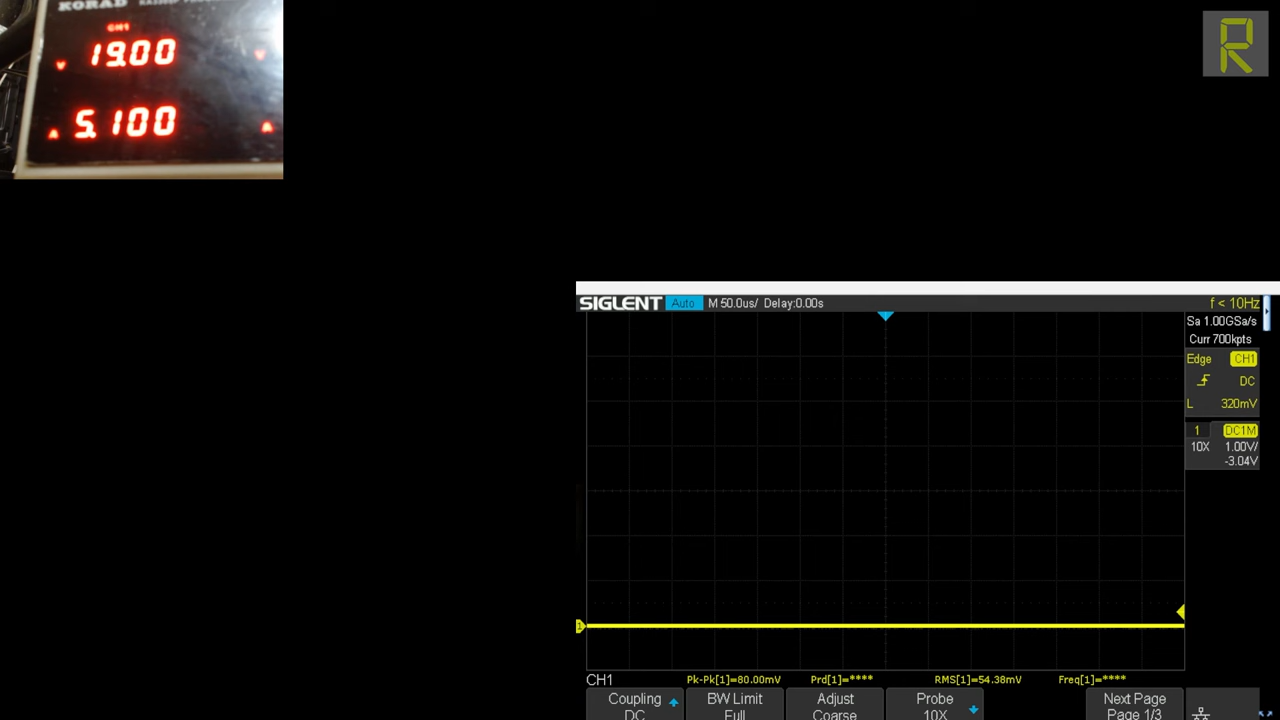 KORAD
CH1
V 19.00 V
A 5.100 A
R
SIGLENT Auto M 50.0us/ Delay:0.00s f < 10Hz
Sa 1.00GSa/s
Curr 700kpts
Edge CH1
DC
L 320mV
1 DC1M
10X 1.00V/
-3.04V
1
CH1 Pk-Pk[1]=80.00mV Prd[1]=**** RMS[1]=54.38mV Freq[1]=****
Coupling BW Limit Adjust Probe Next Page
DC Full Coarse 10X Page 1/3